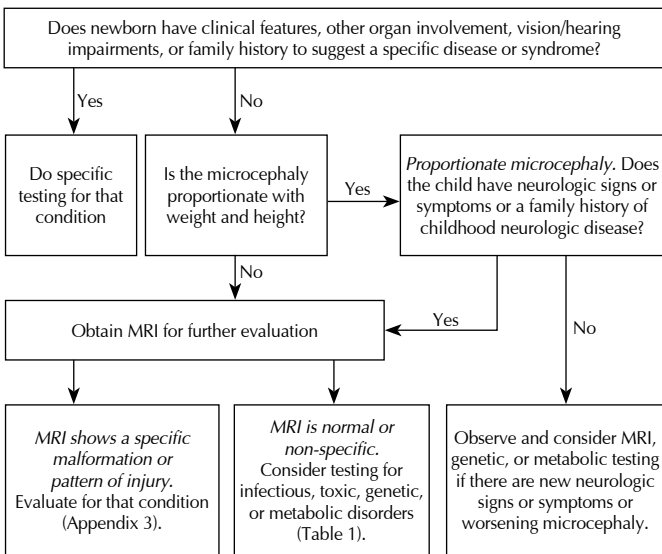 Does newborn have clinical features, other organ involvement, vision/hearing
impairments, or family history to suggest a specific disease or syndrome?
Yes
No
Do specific
testing for that
condition
Is the microcephaly
proportionate with
weight and height?
Yes
Proportionate microcephaly. Does
the child have neurologic signs or
symptoms or a family history of
childhood neurologic disease?
No
Obtain MRI for further evaluation
Yes
No
MRI shows a specific
malformation or
pattern of injury.
Evaluate for that condition
(Appendix 3).
MRI is normal or
non-specific.
Consider testing for
infectious, toxic, genetic,
or metabolic disorders
(Table 1).
Observe and consider MRI,
genetic, or metabolic testing
if there are new neurologic
signs or symptoms or
worsening microcephaly.